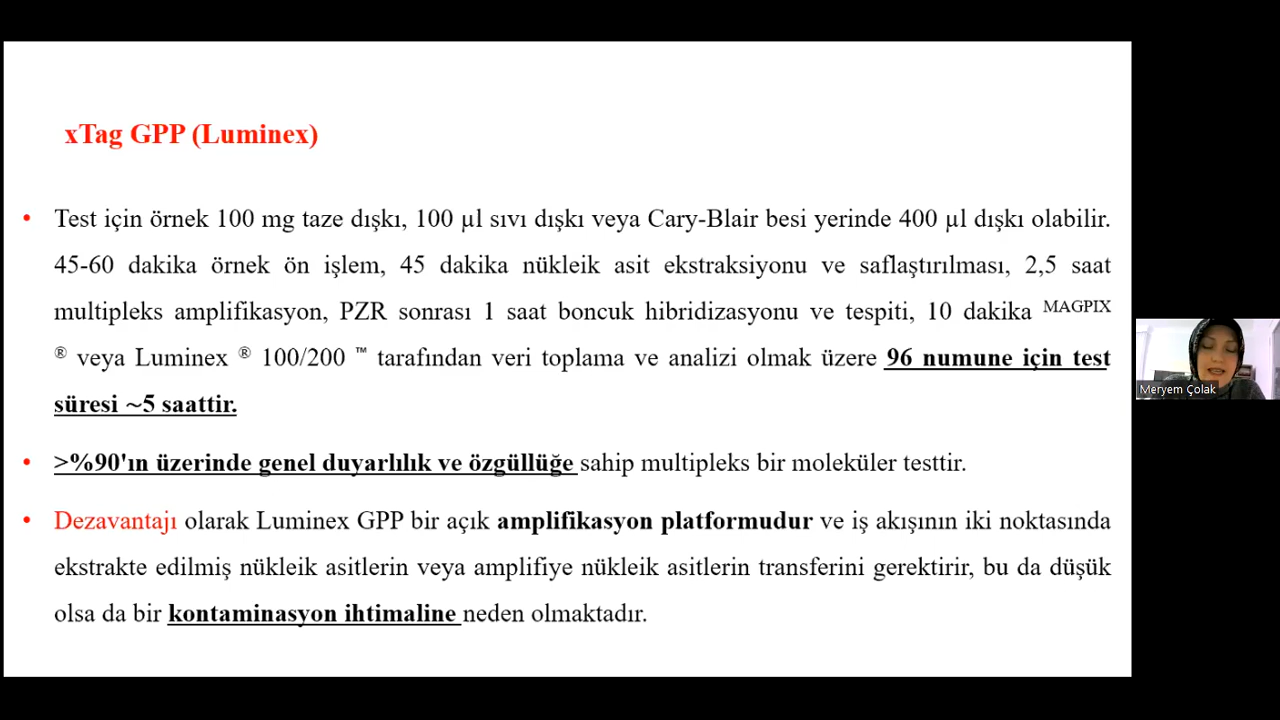 xTag GPP (Luminex)
• Test için örnek 100 mg taze dışkı, 100 µl sıvı dışkı veya Cary-Blair besi yerinde 400 µl dışkı olabilir.
45-60 dakika örnek ön işlem, 45 dakika nükleik asit ekstraksiyonu ve saflaştırılması, 2,5 saat
multipleks amplifikasyon, PZR sonrası 1 saat boncuk hibridizasyonu ve tespiti, 10 dakika MAGPIX
® veya Luminex ® 100/200 ™ tarafından veri toplama ve analizi olmak üzere 96 numune için test
süresi ~5 saattir.
• >%90'ın üzerinde genel duyarlılık ve özgüllüğe sahip multipleks bir moleküler testtir.
• Dezavantajı olarak Luminex GPP bir açık amplifikasyon platformudur ve iş akışının iki noktasında
ekstrakte edilmiş nükleik asitlerin veya amplifiye nükleik asitlerin transferini gerektirir, bu da düşük
olsa da bir kontaminasyon ihtimaline neden olmaktadır.
Meryem Çolak